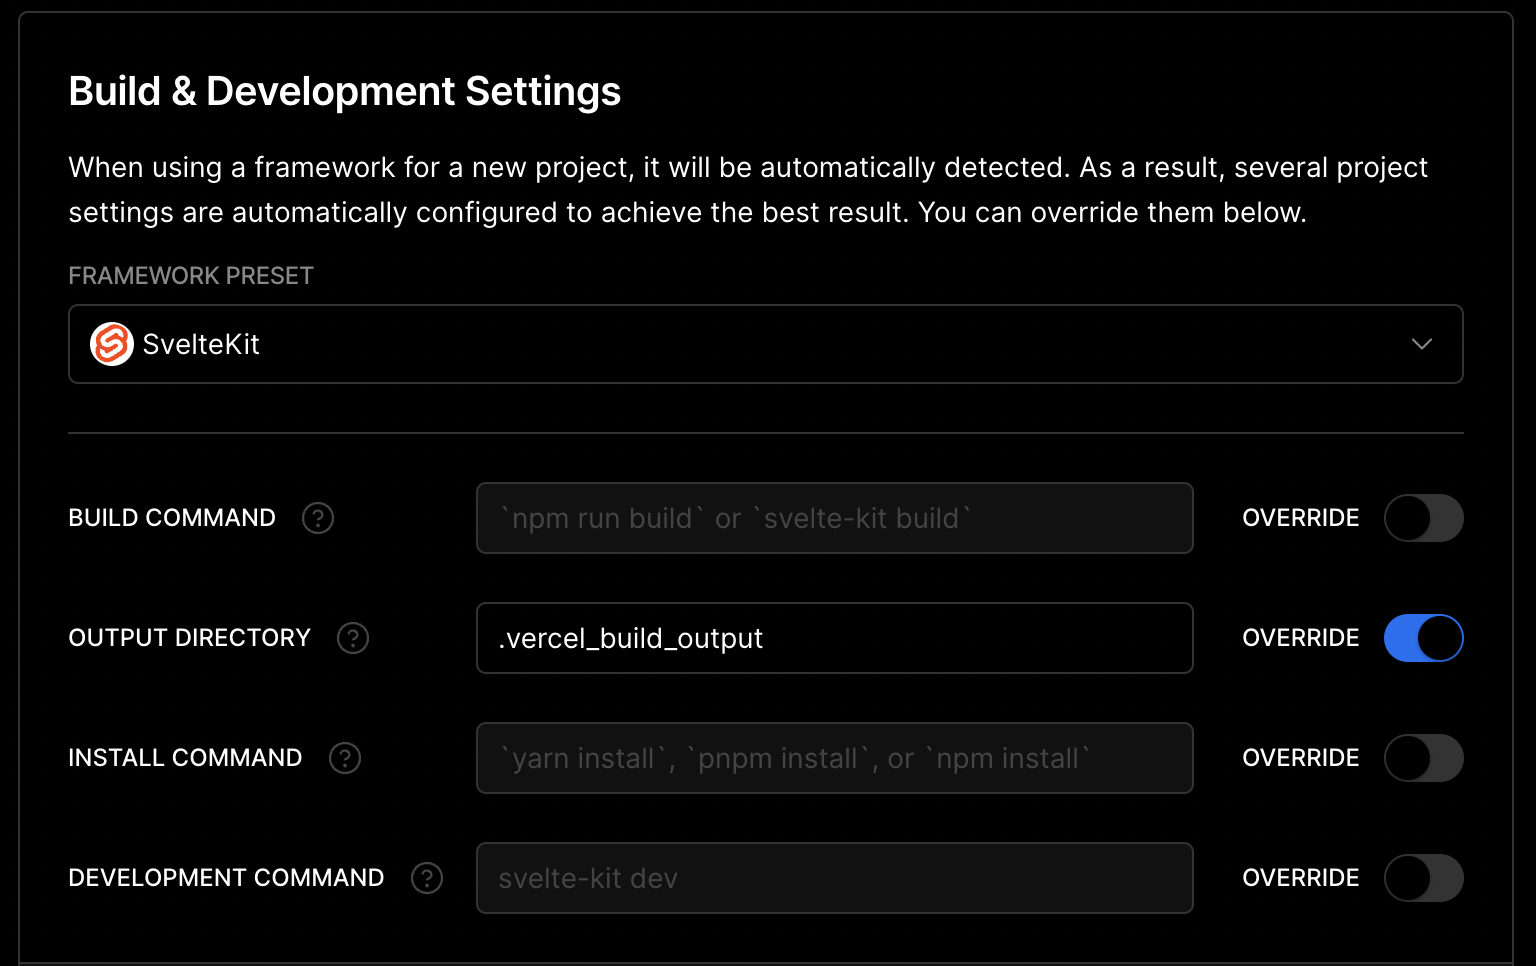 Build & Development Settings
When using a framework for a new project, it will be automatically detected. As a result, several project
settings are automatically configured to achieve the best result. You can override them below.
FRAMEWORK PRESET
SvelteKit
BUILD COMMAND ? `npm run build` or `svelte-kit build` OVERRIDE
OUTPUT DIRECTORY ? .vercel_build_output OVERRIDE
INSTALL COMMAND ? `yarn install`, `pnpm install`, or `npm install` OVERRIDE
DEVELOPMENT COMMAND ? svelte-kit dev OVERRIDE